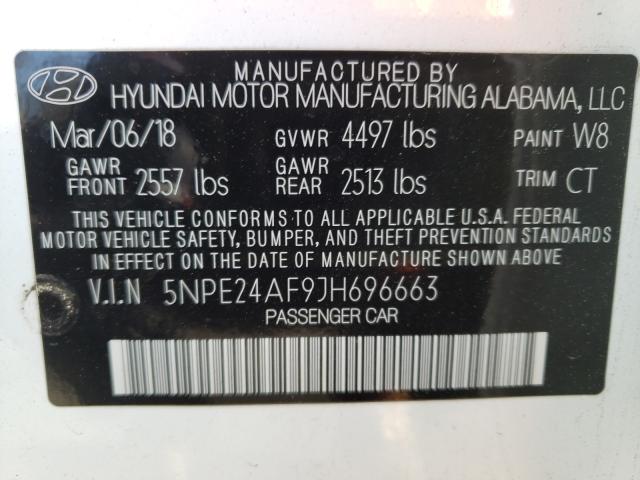 MANUFACTURED BY
HYUNDAI MOTOR MANUFACTURING ALABAMA, LLC
Mar/06/18 GVWR 4497 lbs PAINT W8
GAWR FRONT 2557 lbs GAWR REAR 2513 lbs TRIM CT
THIS VEHICLE CONFORMS TO ALL APPLICABLE U.S.A. FEDERAL
MOTOR VEHICLE SAFETY, BUMPER, AND THEFT PREVENTION STANDARDS
IN EFFECT ON THE DATE OF MANUFACTURE SHOWN ABOVE
V.I.N 5NPE24AF9JH696663
PASSENGER CAR